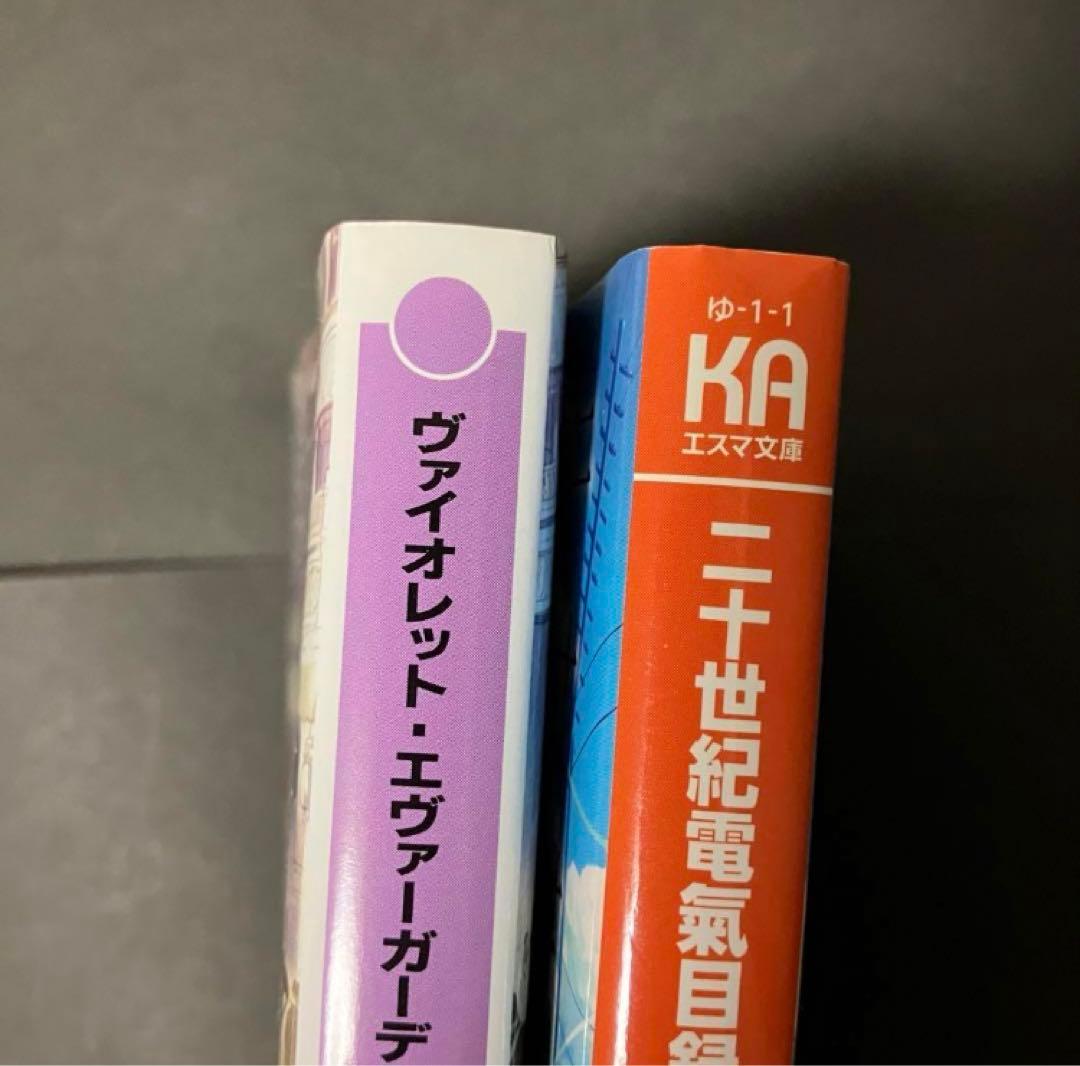 ヴァイオレット・エヴァーガーデ
ゆ-1-1
KA
エスマ文庫
二十世紀電氣目録